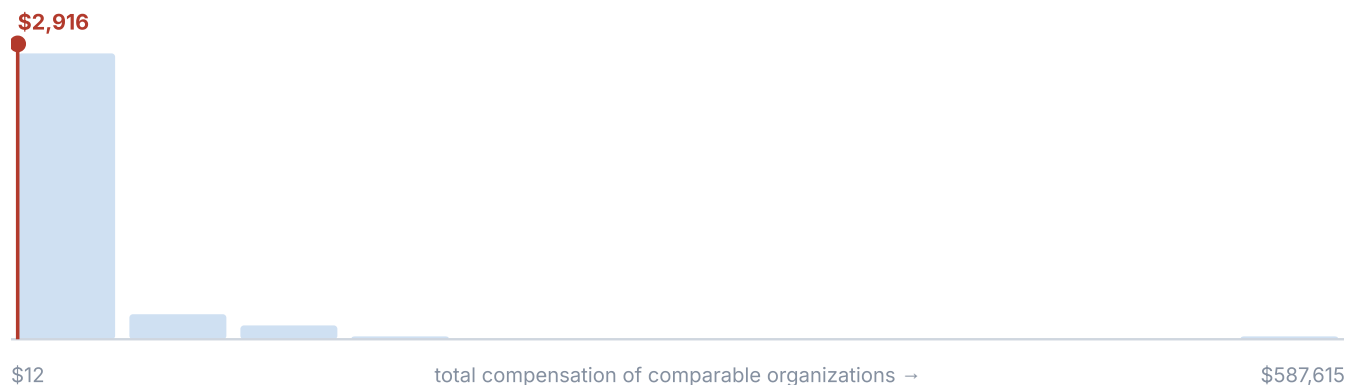 $2,916
$12 total compensation of comparable organizations → $587,615